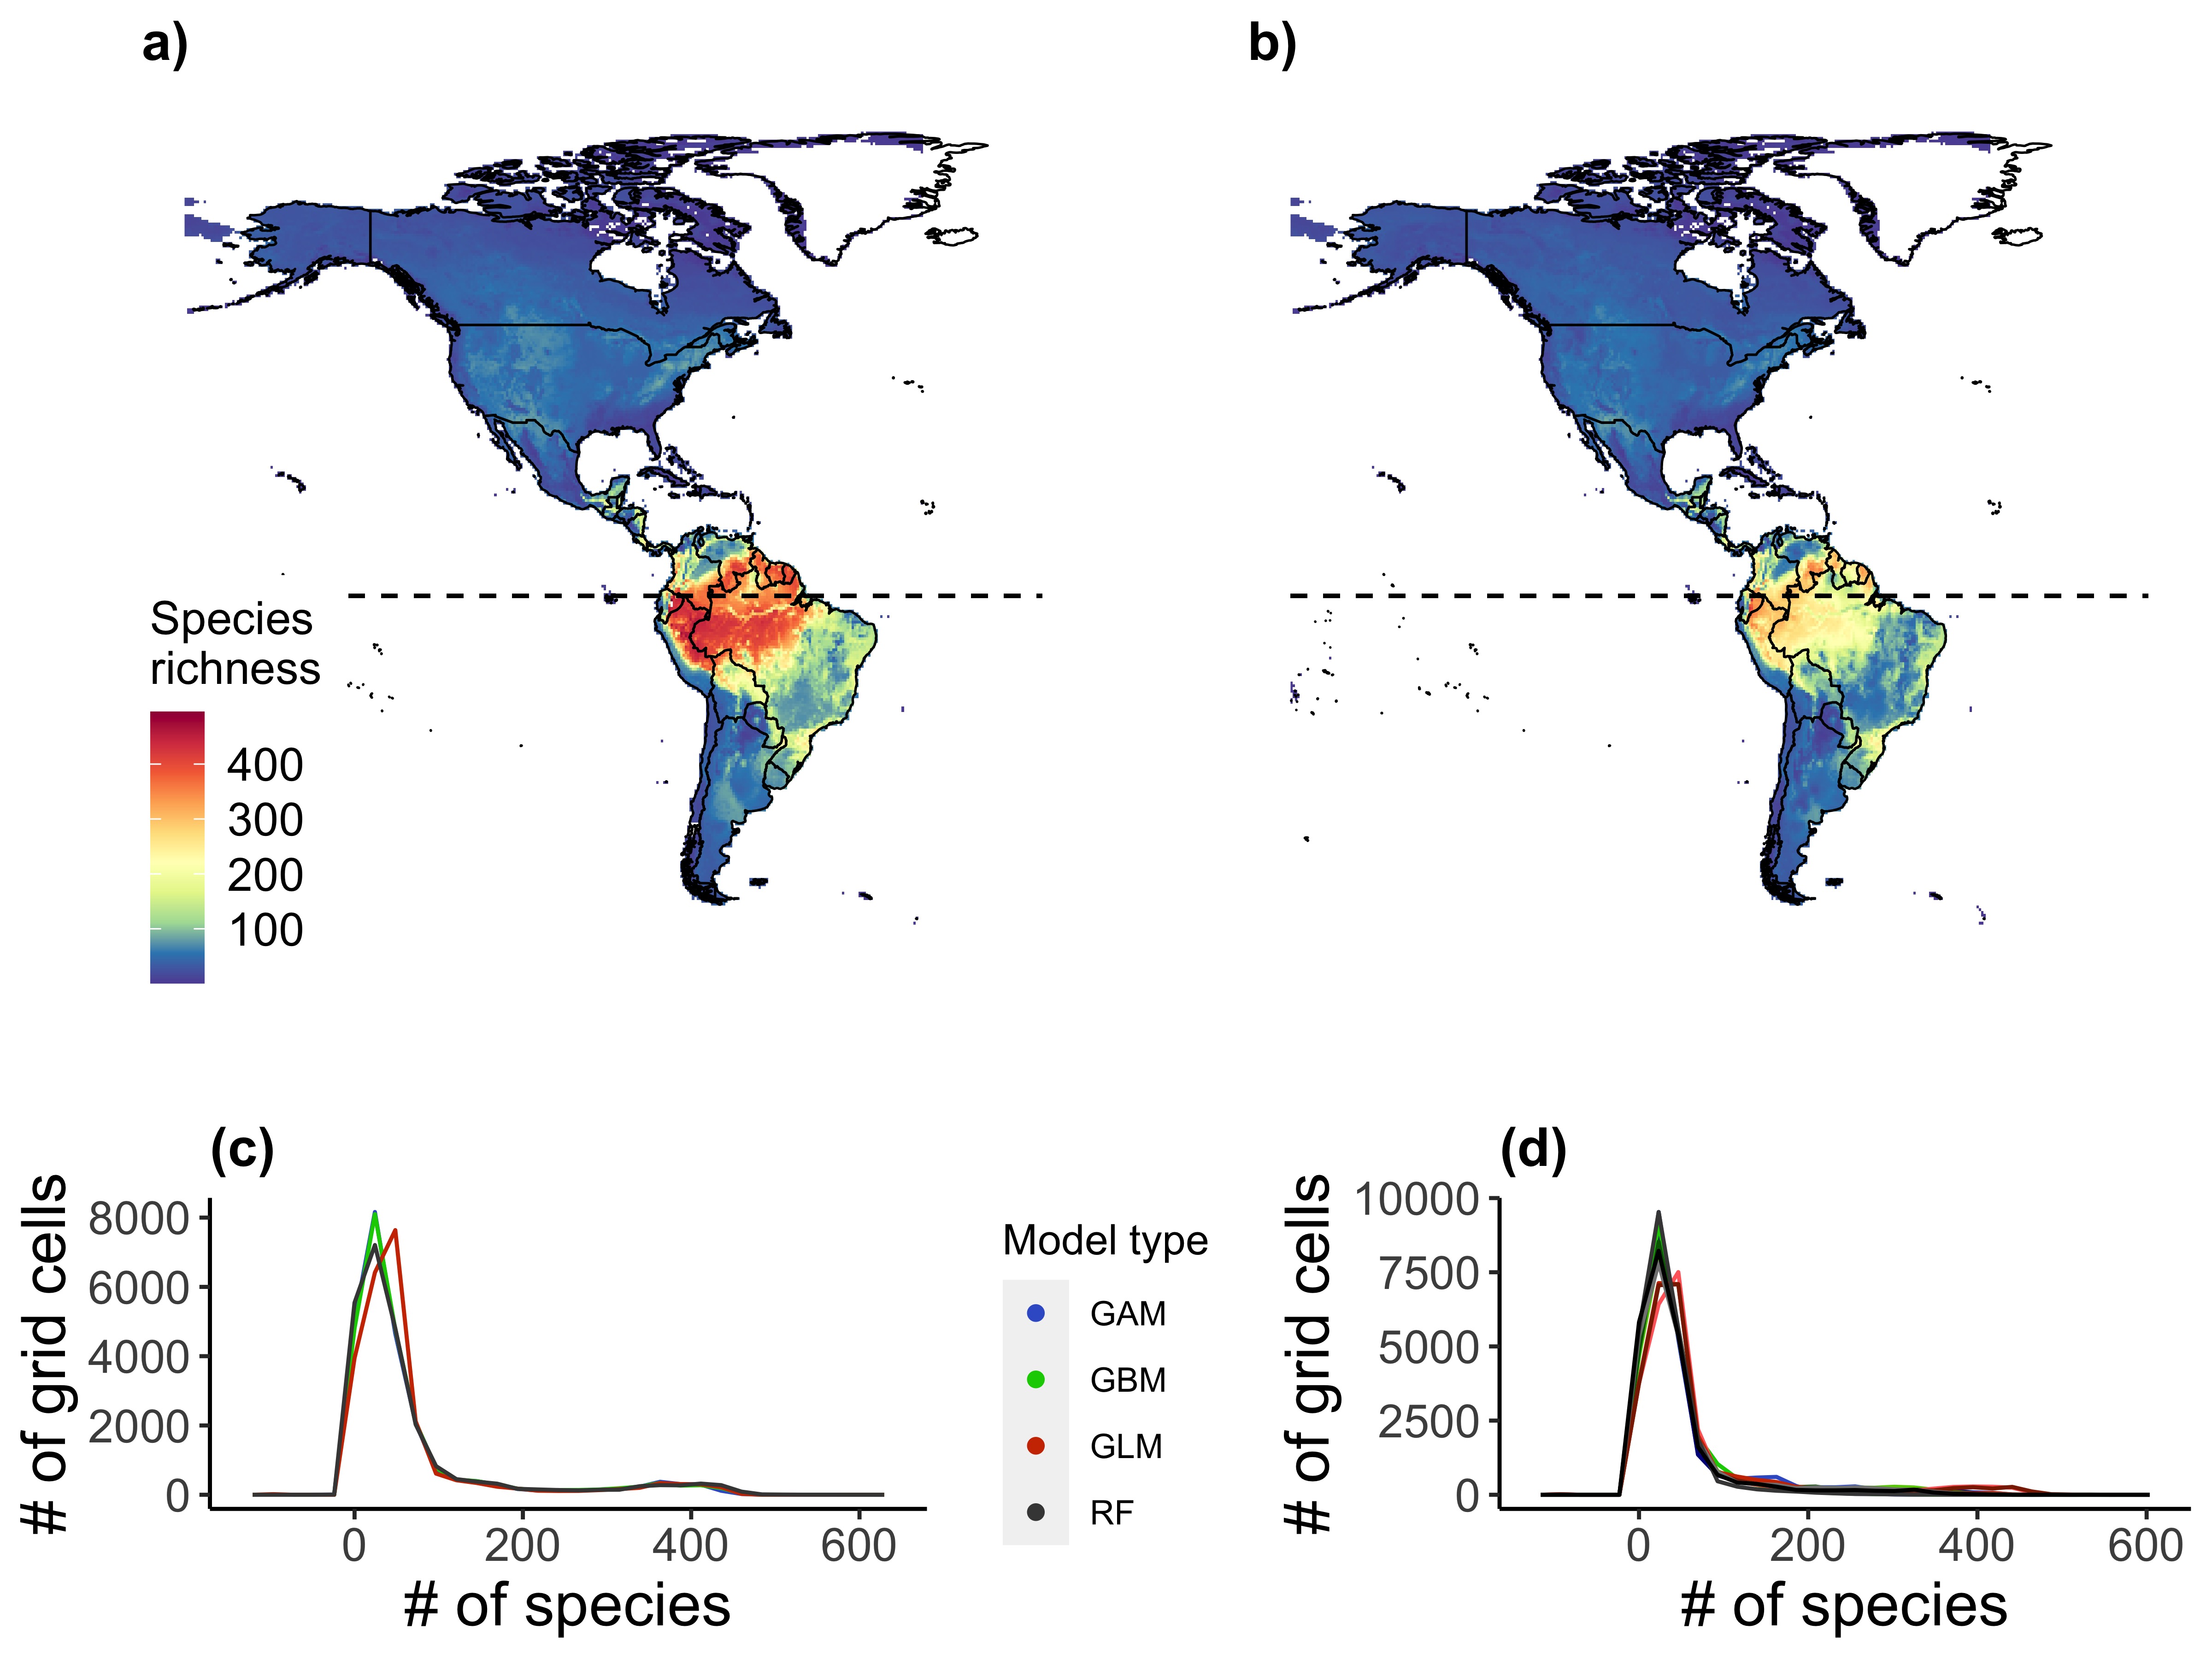 a)
b)
Species
richness
400
300
200
100
(c)
# of grid cells
8000
6000
4000
2000
0
0 200 400 600
# of species
Model type
GAM
GBM
GLM
RF
(d)
# of grid cells
10000
7500
5000
2500
0
0 200 400 600
# of species